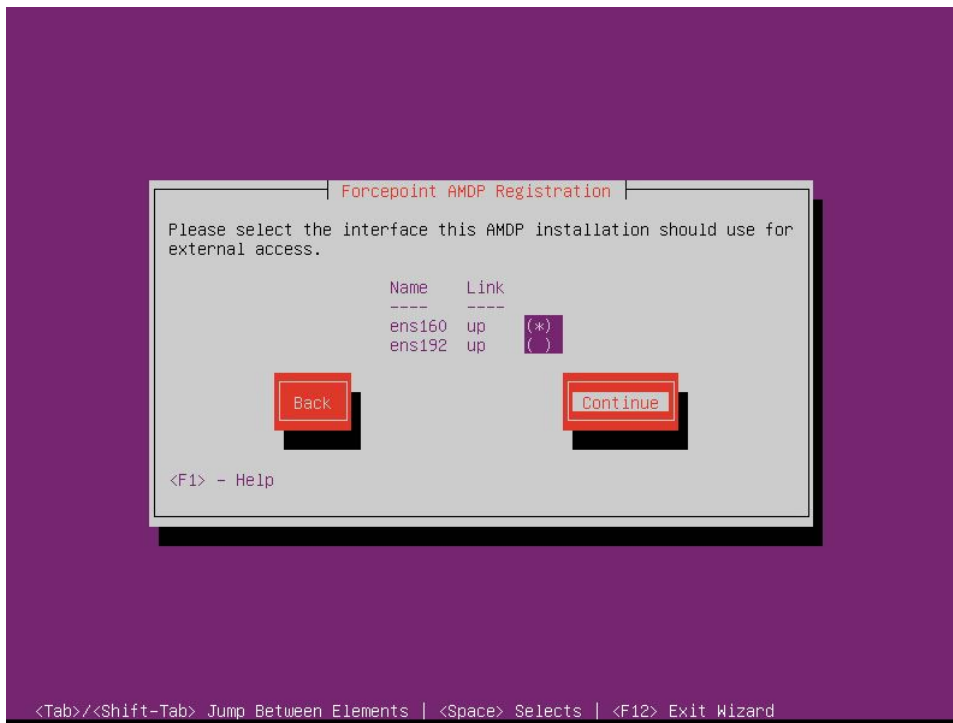 Forcepoint AMDP Registration
Please select the interface this AMDP installation should use for
external access.
Name Link
---- ----
ens160 up (*)
ens192 up ( )
Back Continue
<F1> - Help
<Tab>/<Shift-Tab> Jump Between Elements | <Space> Selects | <F12> Exit Wizard